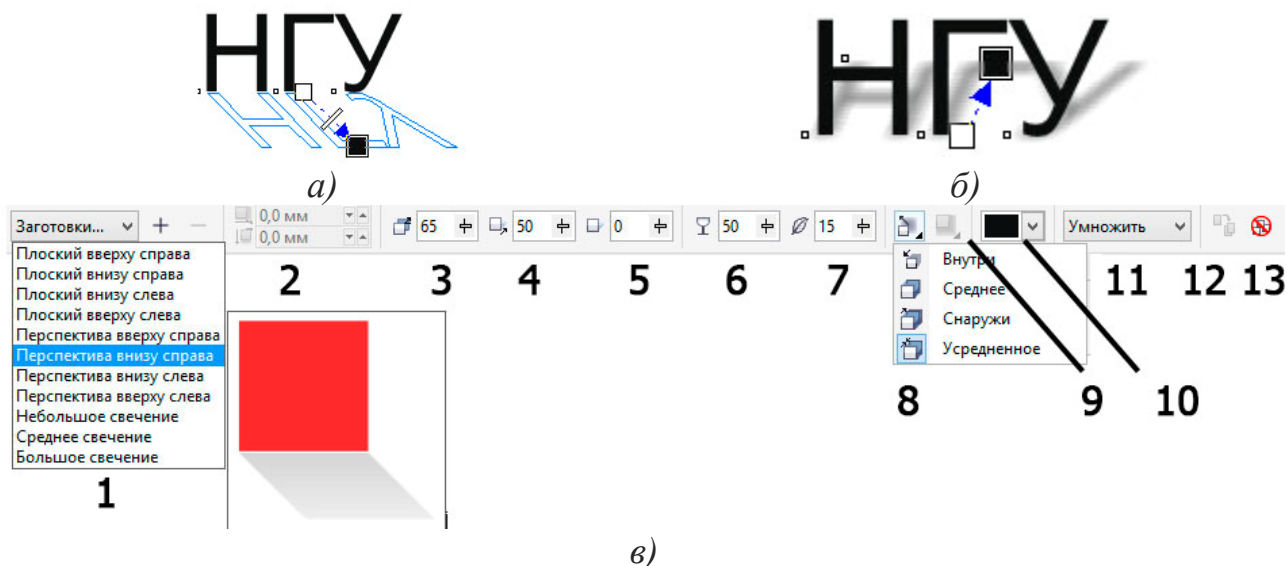 НГУ
НГУ
а)
б)
Заготовки...
0,0 мм
0,0 мм
65
50
0
50
15
Умножить
Плоский вверху справа
Плоский внизу справа
Плоский внизу слева
Плоский вверху слева
Перспектива вверху справа
Перспектива внизу справа
Перспектива внизу слева
Перспектива вверху слева
Небольшое свечение
Среднее свечение
Большое свечение
Внутри
Среднее
Снаружи
Усредненное
1
2
3
4
5
6
7
8
9
10
11
12
13
в)